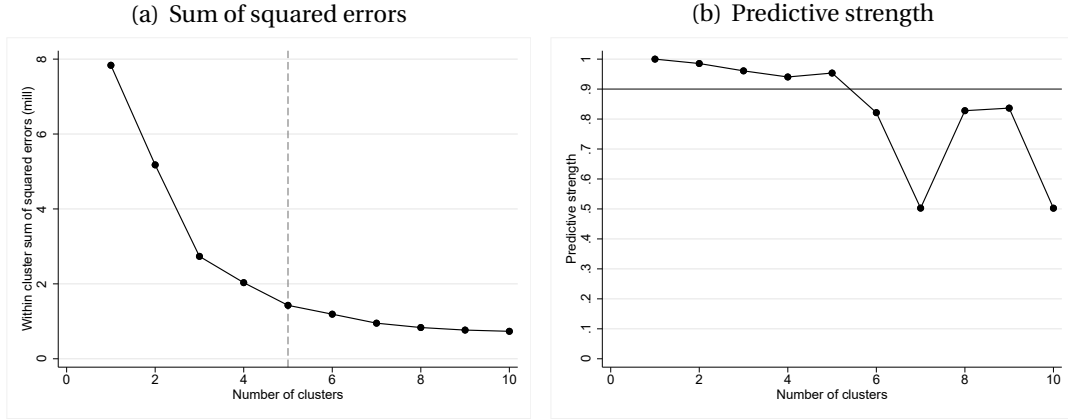 (a) Sum of squared errors
Within cluster sum of squared errors (mill)
8
6
4
2
0
0 2 4 6 8 10
Number of clusters
(b) Predictive strength
Predictive strength
1
.9
.8
.7
.6
.5
.4
.3
.2
.1
0
0 2 4 6 8 10
Number of clusters